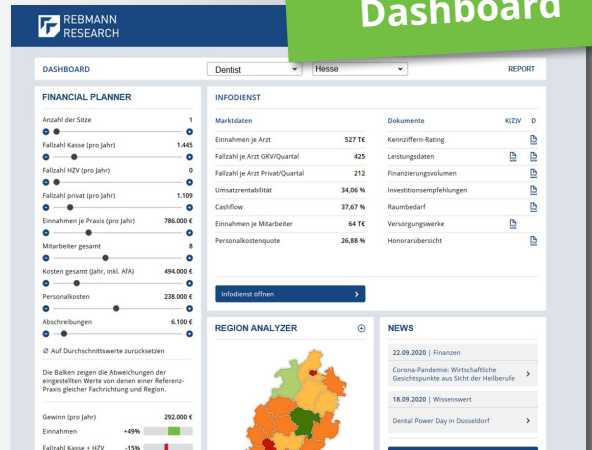 REBMANN
RESEARCH
Dashboard
DASHBOARD
Dentist
Hesse
REPORT
FINANCIAL PLANNER
Anzahl der Sitze 1
Fallzahl Kasse (pro Jahr) 1.445
Fallzahl HZV (pro Jahr) 0
Fallzahl privat (pro Jahr) 1.109
Einnahmen je Praxis (pro Jahr) 786.000 €
Mitarbeiter gesamt 8
Kosten gesamt (Jahr, inkl. AfA) 494.000 €
Personalkosten 238.000 €
Abschreibungen 6.100 €
Ø Auf Durchschnittswerte zurücksetzen
Die Balken zeigen die Abweichungen der
eingestellten Werte von denen einer Referenz-
Praxis gleicher Fachrichtung und Region.
Gewinn (pro Jahr) 292.000 €
Einnahmen +49%
Fallzahl Kasse + HZV -15%
INFODIENST
Marktdaten
Einnahmen je Arzt 527 T€
Fallzahl je Arzt GKV/Quartal 425
Fallzahl je Arzt Privat/Quartal 212
Umsatzrentabilität 34,06 %
Cashflow 37,67 %
Einnahmen je Mitarbeiter 64 T€
Personalkostenquote 26,88 %
Dokumente K(Z)V D
Kennziffern-Rating
Leistungsdaten
Finanzierungsvolumen
Investitionsempfehlungen
Raumbedarf
Versorgungswerke
Honorarübersicht
Infodienst öffnen
REGION ANALYZER
NEWS
22.09.2020 | Finanzen
Corona-Pandemie: Wirtschaftliche
Gesichtspunkte aus Sicht der Heilberufe
18.09.2020 | Wissenswert
Dental Power Day in Düsseldorf